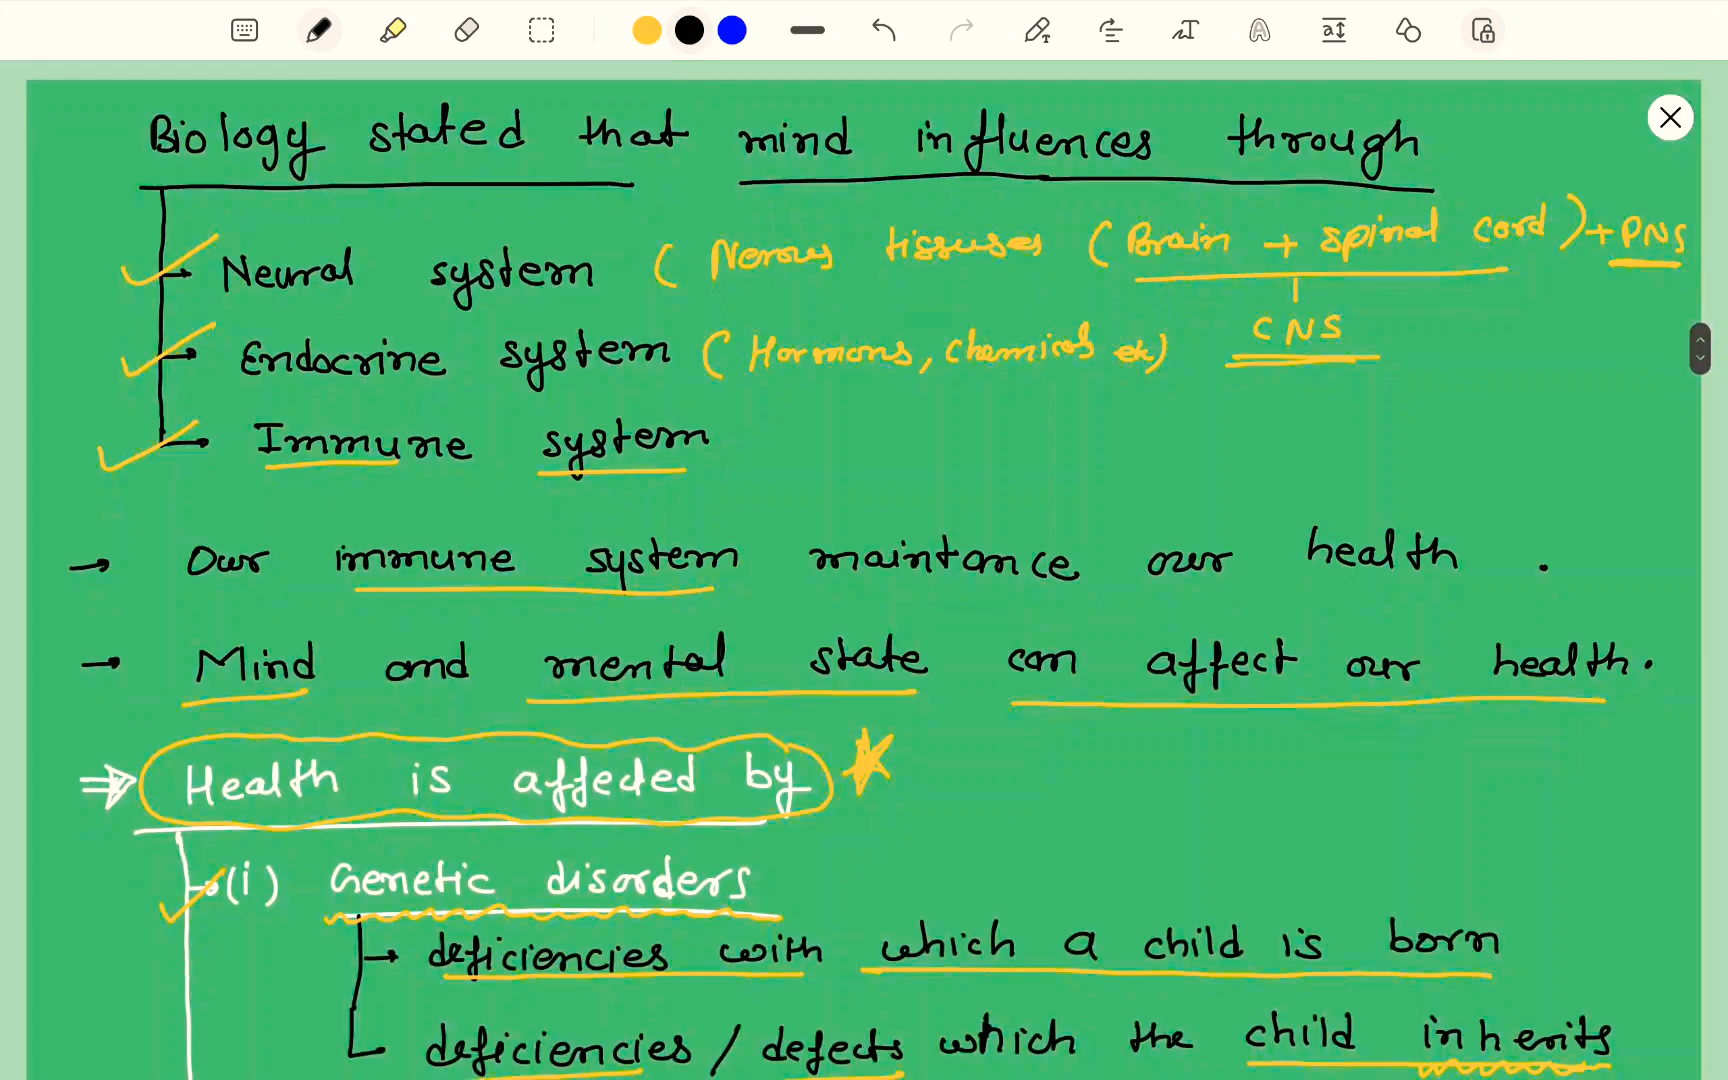 Biology stated that mind influences through
Neural system ( Nervous tissuses ( Brain + spinal cord ) + PNS
CNS
Endocrine system ( Hormons, chemicals etc )
Immune system
→ Our immune system maintance our health .
→ Mind and mental state can affect our health .
⇒ Health is affected by
(i) Genetic disorders
→ deficiencies with which a child is born
deficiencies / defects which the child inherits